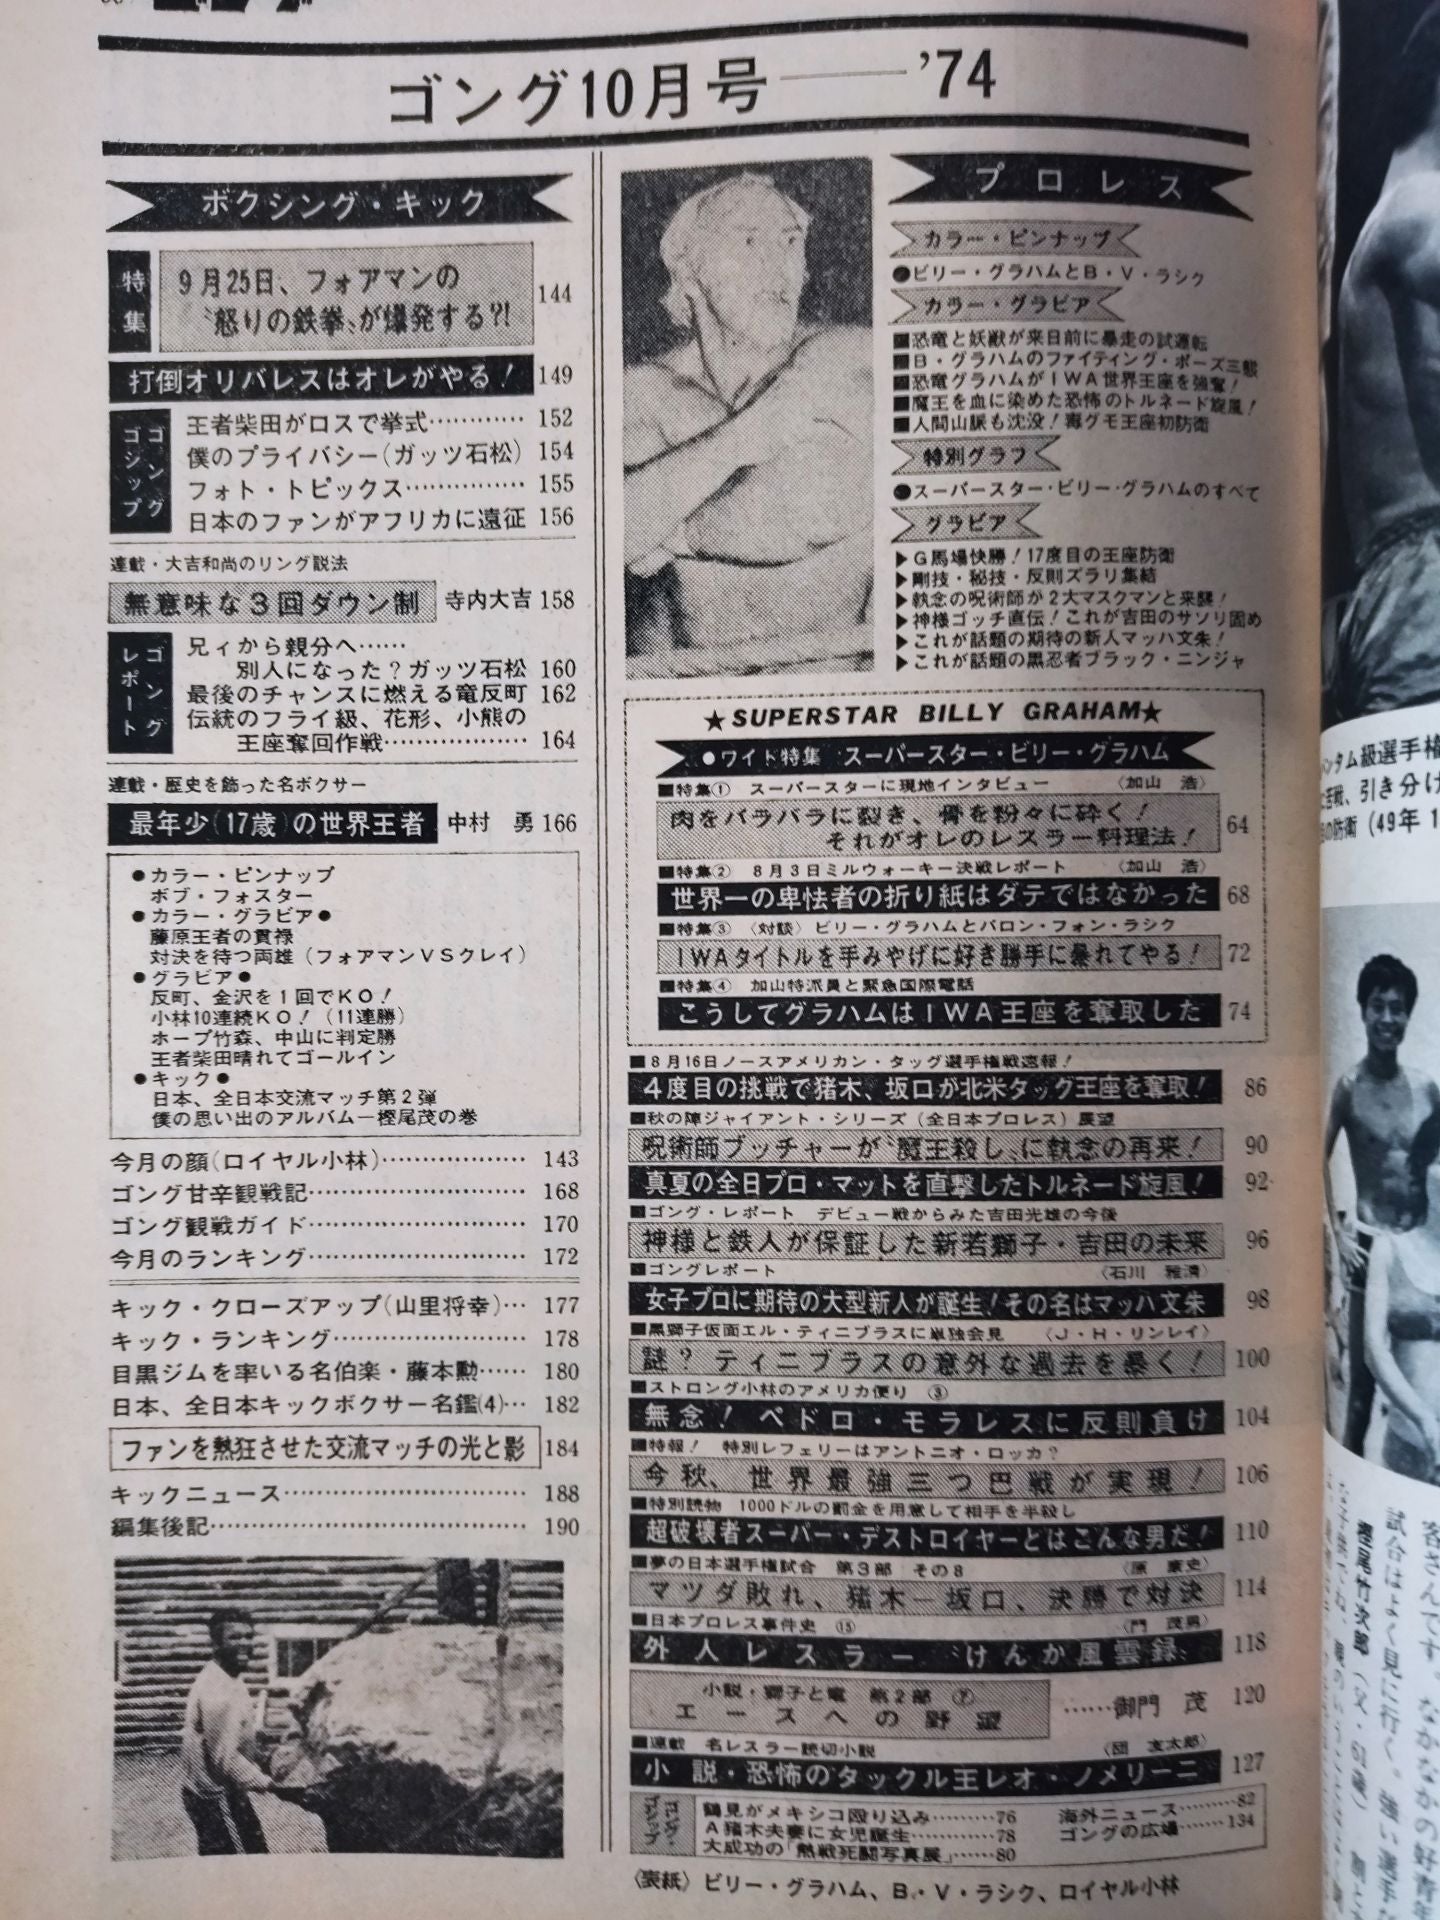 ゴング10月号――'74
ボクシング・キック
特集
9月25日、フォアマンの
〝怒りの鉄拳〟が爆発する?!
144
打倒オリバレスはオレがやる！ 149
ゴングゴシップ
王者柴田がロスで挙式………… 152
僕のプライバシー(ガッツ石松) 154
フォト・トピックス…………… 155
日本のファンがアフリカに遠征 156
連載・大吉和尚のリング説法
無意味な3回ダウン制 寺内大吉 158
ゴングレポート
兄ィから親分へ……
別人になった？ガッツ石松 160
最後のチャンスに燃える竜反町 162
伝統のフライ級、花形、小熊の
王座奪回作戦……………… 164
連載・歴史を飾った名ボクサー
最年少(17歳)の世界王者 中村 勇 166
●カラー・ピンナップ
ボブ・フォスター
●カラー・グラビア●
藤原王者の貫禄
対決を待つ両雄（フォアマンVSクレイ）
●グラビア●
反町、金沢を1回でKO！
小林10連続KO！（11連勝）
ホープ竹森、中山に判定勝
王者柴田晴れてゴールイン
●キック●
日本、全日本交流マッチ第2弾
僕の思い出のアルバム―樫尾茂の巻
今月の顔(ロイヤル小林)……………… 143
ゴング甘辛観戦記……………………… 168
ゴング観戦ガイド……………………… 170
今月のランキング……………………… 172
キック・クローズアップ(山里将幸)… 177
キック・ランキング…………………… 178
目黒ジムを率いる名伯楽・藤本勲…… 180
日本、全日本キックボクサー名鑑(4)… 182
ファンを熱狂させた交流マッチの光と影 184
キックニュース………………………… 188
編集後記………………………………… 190
プロレス
カラー・ピンナップ
●ビリー・グラハムとB・V・ラシク
カラー・グラビア
■恐竜と妖獣が来日前に暴走の試運転
■B・グラハムのファイティング・ポーズ三態
■恐竜グラハムがIWA世界王座を強奪！
■魔王を血に染めた恐怖のトルネード旋風！
■人間山脈も沈没！毒グモ王座初防衛
特別グラフ
●スーパースター・ビリー・グラハムのすべて
グラビア
▶G馬場快勝！17度目の王座防衛
▶剛技・秘技・反則ズラリ集結
▶執念の呪術師が2大マスクマンと来襲！
▶神様ゴッチ直伝！これが吉田のサソリ固め
▶これが話題の期待の新人マッハ文朱！
▶これが話題の黒忍者ブラック・ニンジャ
★SUPERSTAR BILLY GRAHAM★
●ワイド特集 スーパースター・ビリー・グラハム
■特集① スーパースターに現地インタビュー 〈加山 浩〉
肉をバラバラに裂き、骨を粉々に砕く！
それがオレのレスラー料理法！ 64
■特集② 8月3日ミルウォーキー決戦レポート 〈加山 浩〉
世界一の卑怯者の折り紙はダテではなかった 68
■特集③〈対談〉ビリー・グラハムとバロン・フォン・ラシク
IWAタイトルを手みやげに好き勝手に暴れてやる！ 72
■特集④ 加山特派員と緊急国際電話
こうしてグラハムはIWA王座を奪取した 74
■8月16日ノースアメリカン・タッグ選手権戦速報！
4度目の挑戦で猪木、坂口が北米タッグ王座を奪取！ 86
■秋の陣ジャイアント・シリーズ（全日本プロレス）展望
呪術師ブッチャーが〝魔王殺し〟に執念の再来！ 90
真夏の全日プロ・マットを直撃したトルネード旋風！ 92
■ゴング・レポート デビュー戦からみた吉田光雄の今後
神様と鉄人が保証した新若獅子・吉田の未来 96
■ゴングレポート 〈石川 雅清〉
女子プロに期待の大型新人が誕生！その名はマッハ文朱 98
■黒獅子仮面エル・ティニブラスに単独会見 〈J・H・リンレイ〉
謎？ ティニブラスの意外な過去を暴く！ 100
■ストロング小林のアメリカ便り ③
無念！ ペドロ・モラレスに反則負け 104
■特報！ 特別レフェリーはアントニオ・ロッカ？
今秋、世界最強三つ巴戦が実現！ 106
■特別読物 1000ドルの罰金を用意して相手を半殺し
超破壊者スーパー・デストロイヤーとはこんな男だ！ 110
■夢の日本選手権試合 第3部 その8 〈原 康史〉
マツダ敗れ、猪木―坂口、決勝で対決 114
■日本プロレス事件史 ⑮ 〈門 茂男〉
外人レスラー〝けんか風雲録〟 118
小説・獅子と竜 第2部 ⑦
エースへの野望 ……御門 茂 120
■連載 名レスラー読切小説 〈団 友太郎〉
小説・恐怖のタックル王レオ・ノメリーニ 127
ゴング・ゴシップ
鶴見がメキシコ殴り込み………76
A猪木夫妻に女児誕生…………78
大成功の「熱戦死闘写真展」……80
海外ニュース………82
ゴングの広場………134
〈表紙〉ビリー・グラハム、B・V・ラシク、ロイヤル小林